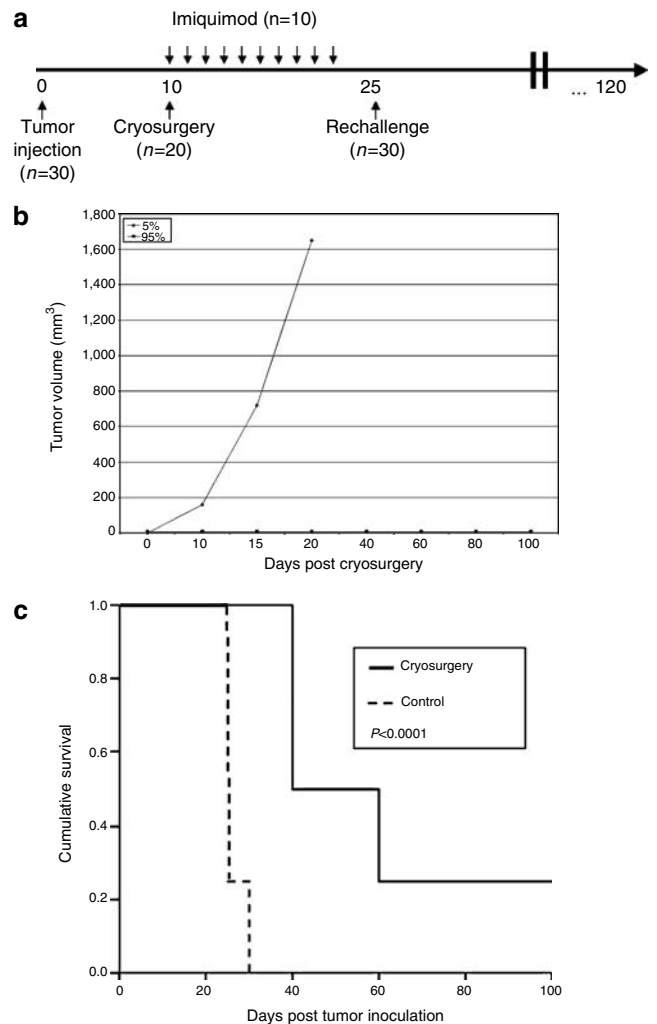 a
Imiquimod (n=10)
0
10
25
... 120
Tumor
injection
(n=30)
Cryosurgery
(n=20)
Rechallenge
(n=30)
b
1,800
1,600
1,400
1,200
1,000
800
600
400
200
0
Tumor volume (mm³)
5%
95%
0 10 15 20 40 60 80 100
Days post cryosurgery
c
1.0
0.8
0.6
0.4
0.2
0.0
Cumulative survival
Cryosurgery
Control
P<0.0001
0 20 40 60 80 100
Days post tumor inoculation